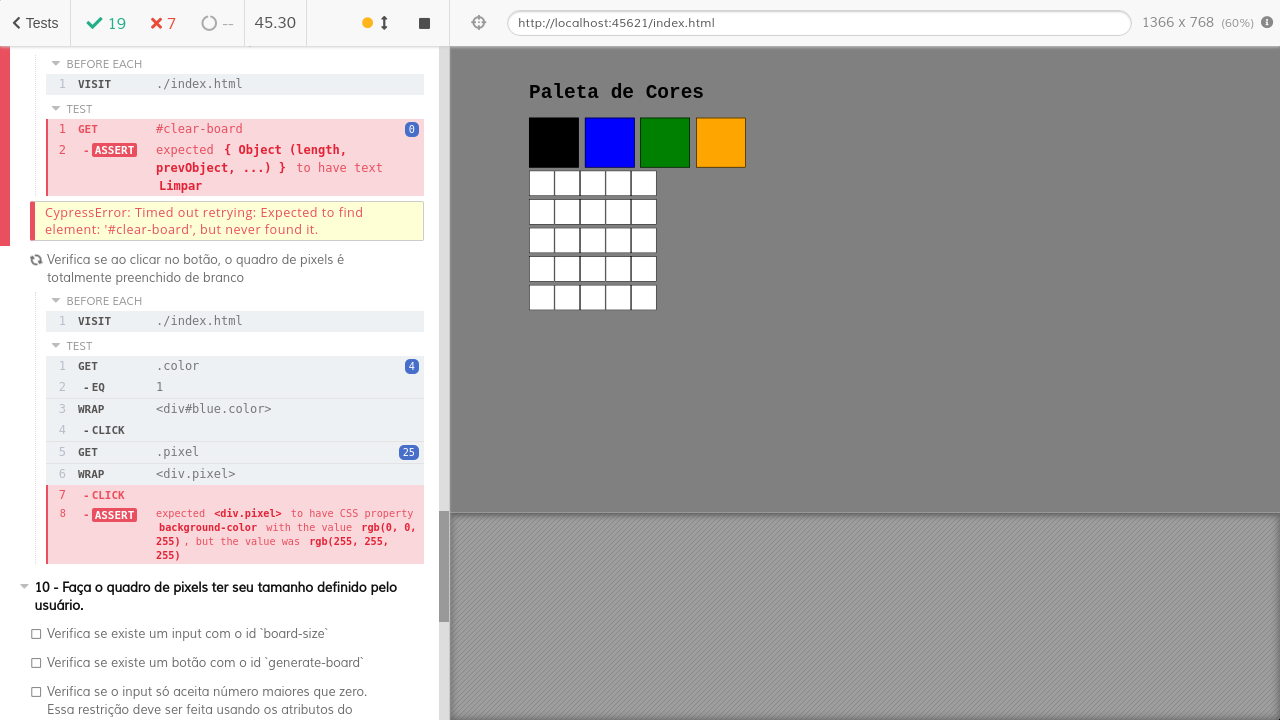 Tests 19 7 -- 45.30 http://localhost:45621/index.html 1366 x 768 (60%)
BEFORE EACH
1 VISIT ./index.html
TEST
1 GET #clear-board 0
2 -ASSERT expected { Object (length,
prevObject, ...) } to have text
Limpar
CypressError: Timed out retrying: Expected to find
element: '#clear-board', but never found it.
Verifica se ao clicar no botão, o quadro de pixels é
totalmente preenchido de branco
BEFORE EACH
1 VISIT ./index.html
TEST
1 GET .color 4
2 -EQ 1
3 WRAP <div#blue.color>
4 -CLICK
5 GET .pixel 25
6 WRAP <div.pixel>
7 -CLICK
8 -ASSERT expected <div.pixel> to have CSS property
background-color with the value rgb(0, 0,
255), but the value was rgb(255, 255,
255)
10 - Faça o quadro de pixels ter seu tamanho definido pelo
usuário.
Verifica se existe um input com o id `board-size`
Verifica se existe um botão com o id `generate-board`
Verifica se o input só aceita número maiores que zero.
Essa restrição deve ser feita usando os atributos do
Paleta de Cores